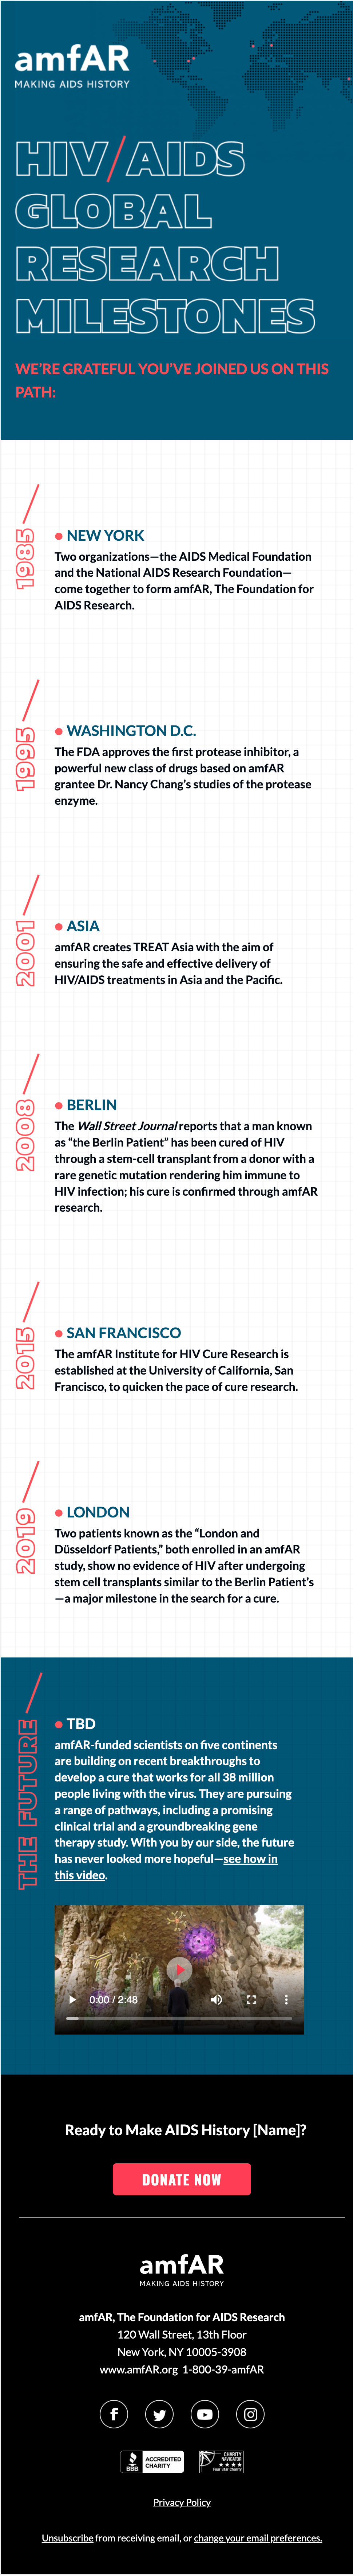 amfAR
MAKING AIDS HISTORY
HIV/AIDS
GLOBAL
RESEARCH
MILESTONES
WE’RE GRATEFUL YOU’VE JOINED US ON THIS
PATH:
1985
NEW YORK
Two organizations—the AIDS Medical Foundation
and the National AIDS Research Foundation—
come together to form amfAR, The Foundation for
AIDS Research.
1995
WASHINGTON D.C.
The FDA approves the first protease inhibitor, a
powerful new class of drugs based on amfAR
grantee Dr. Nancy Chang’s studies of the protease
enzyme.
2001
ASIA
amfAR creates TREAT Asia with the aim of
ensuring the safe and effective delivery of
HIV/AIDS treatments in Asia and the Pacific.
2008
BERLIN
The Wall Street Journal reports that a man known
as “the Berlin Patient” has been cured of HIV
through a stem-cell transplant from a donor with a
rare genetic mutation rendering him immune to
HIV infection; his cure is confirmed through amfAR
research.
2015
SAN FRANCISCO
The amfAR Institute for HIV Cure Research is
established at the University of California, San
Francisco, to quicken the pace of cure research.
2019
LONDON
Two patients known as the “London and
Düsseldorf Patients,” both enrolled in an amfAR
study, show no evidence of HIV after undergoing
stem cell transplants similar to the Berlin Patient’s
—a major milestone in the search for a cure.
THE FUTURE
TBD
amfAR-funded scientists on five continents
are building on recent breakthroughs to
develop a cure that works for all 38 million
people living with the virus. They are pursuing
a range of pathways, including a promising
clinical trial and a groundbreaking gene
therapy study. With you by our side, the future
has never looked more hopeful—see how in
this video.
0:00 / 2:48
Ready to Make AIDS History [Name]?
DONATE NOW
amfAR
MAKING AIDS HISTORY
amfAR, The Foundation for AIDS Research
120 Wall Street, 13th Floor
New York, NY 10005-3908
www.amfAR.org 1-800-39-amfAR
BBB
ACCREDITED
CHARITY
CHARITY
NAVIGATOR
Four Star Charity
Privacy Policy
Unsubscribe from receiving email, or change your email preferences.